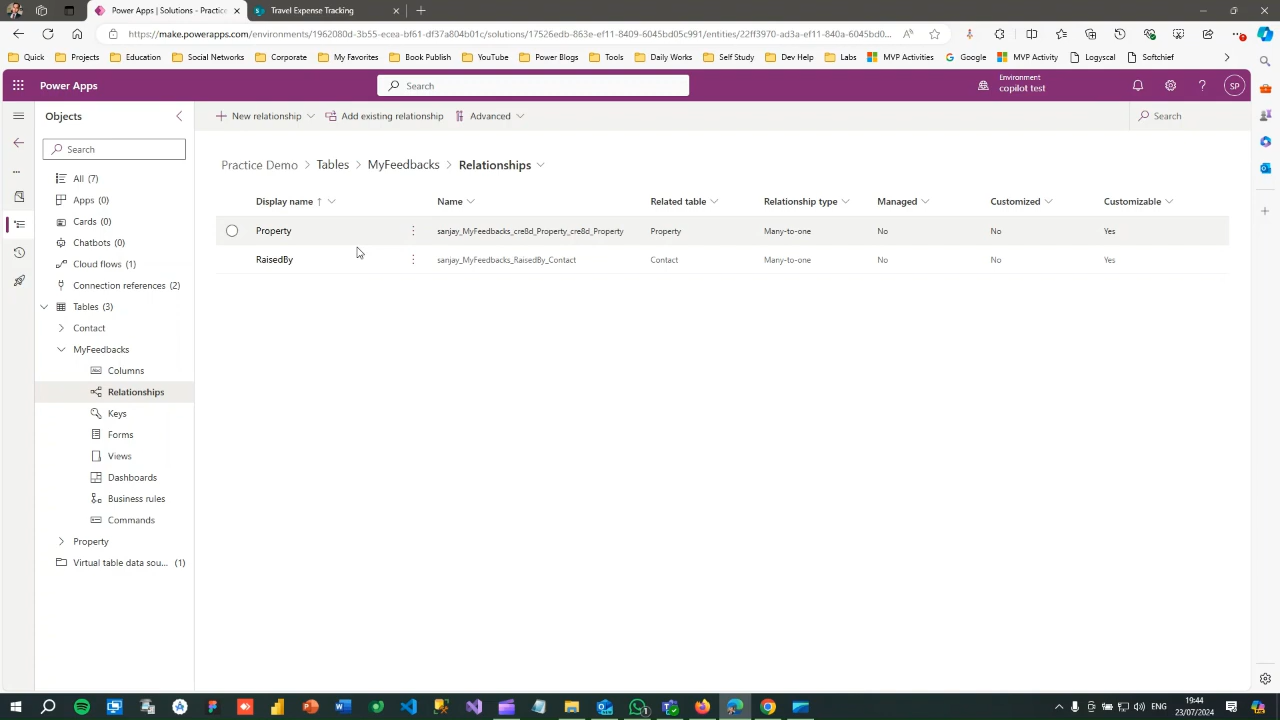 Power Apps | Solutions - Practice
Travel Expense Tracking
https://make.powerapps.com/environments/1962080d-3b55-ecea-bf61-df37a804b01c/solutions/17526edb-863e-ef11-8409-6045bd05c991/entities/22ff3970-ad3a-ef11-840a-6045bd0...
Quick Projects Education Social Networks Corporate My Favorites Book Publish YouTube Power Blogs Tools Daily Works Self Study Dev Help Labs MVP Activities Google MVP Activity Logysal Softchief
Power Apps
Search
Environment
copilot test
SP
Objects
New relationship
Add existing relationship
Advanced
Search
Search
Practice Demo > Tables > MyFeedbacks > Relationships
All (7)
Apps (0)
Cards (0)
Chatbots (0)
Cloud flows (1)
Connection references (2)
Tables (3)
Contact
MyFeedbacks
Columns
Relationships
Keys
Forms
Views
Dashboards
Business rules
Commands
Property
Virtual table data sou... (1)
Display name ↑ Name Related table Relationship type Managed Customized Customizable
Property sanjay_MyFeedbacks_cre8d_Property_cre8d_Property Property Many-to-one No No Yes
RaisedBy sanjay_MyFeedbacks_RaisedBy_Contact Contact Many-to-one No No Yes
ENG
19:44
23/07/2024